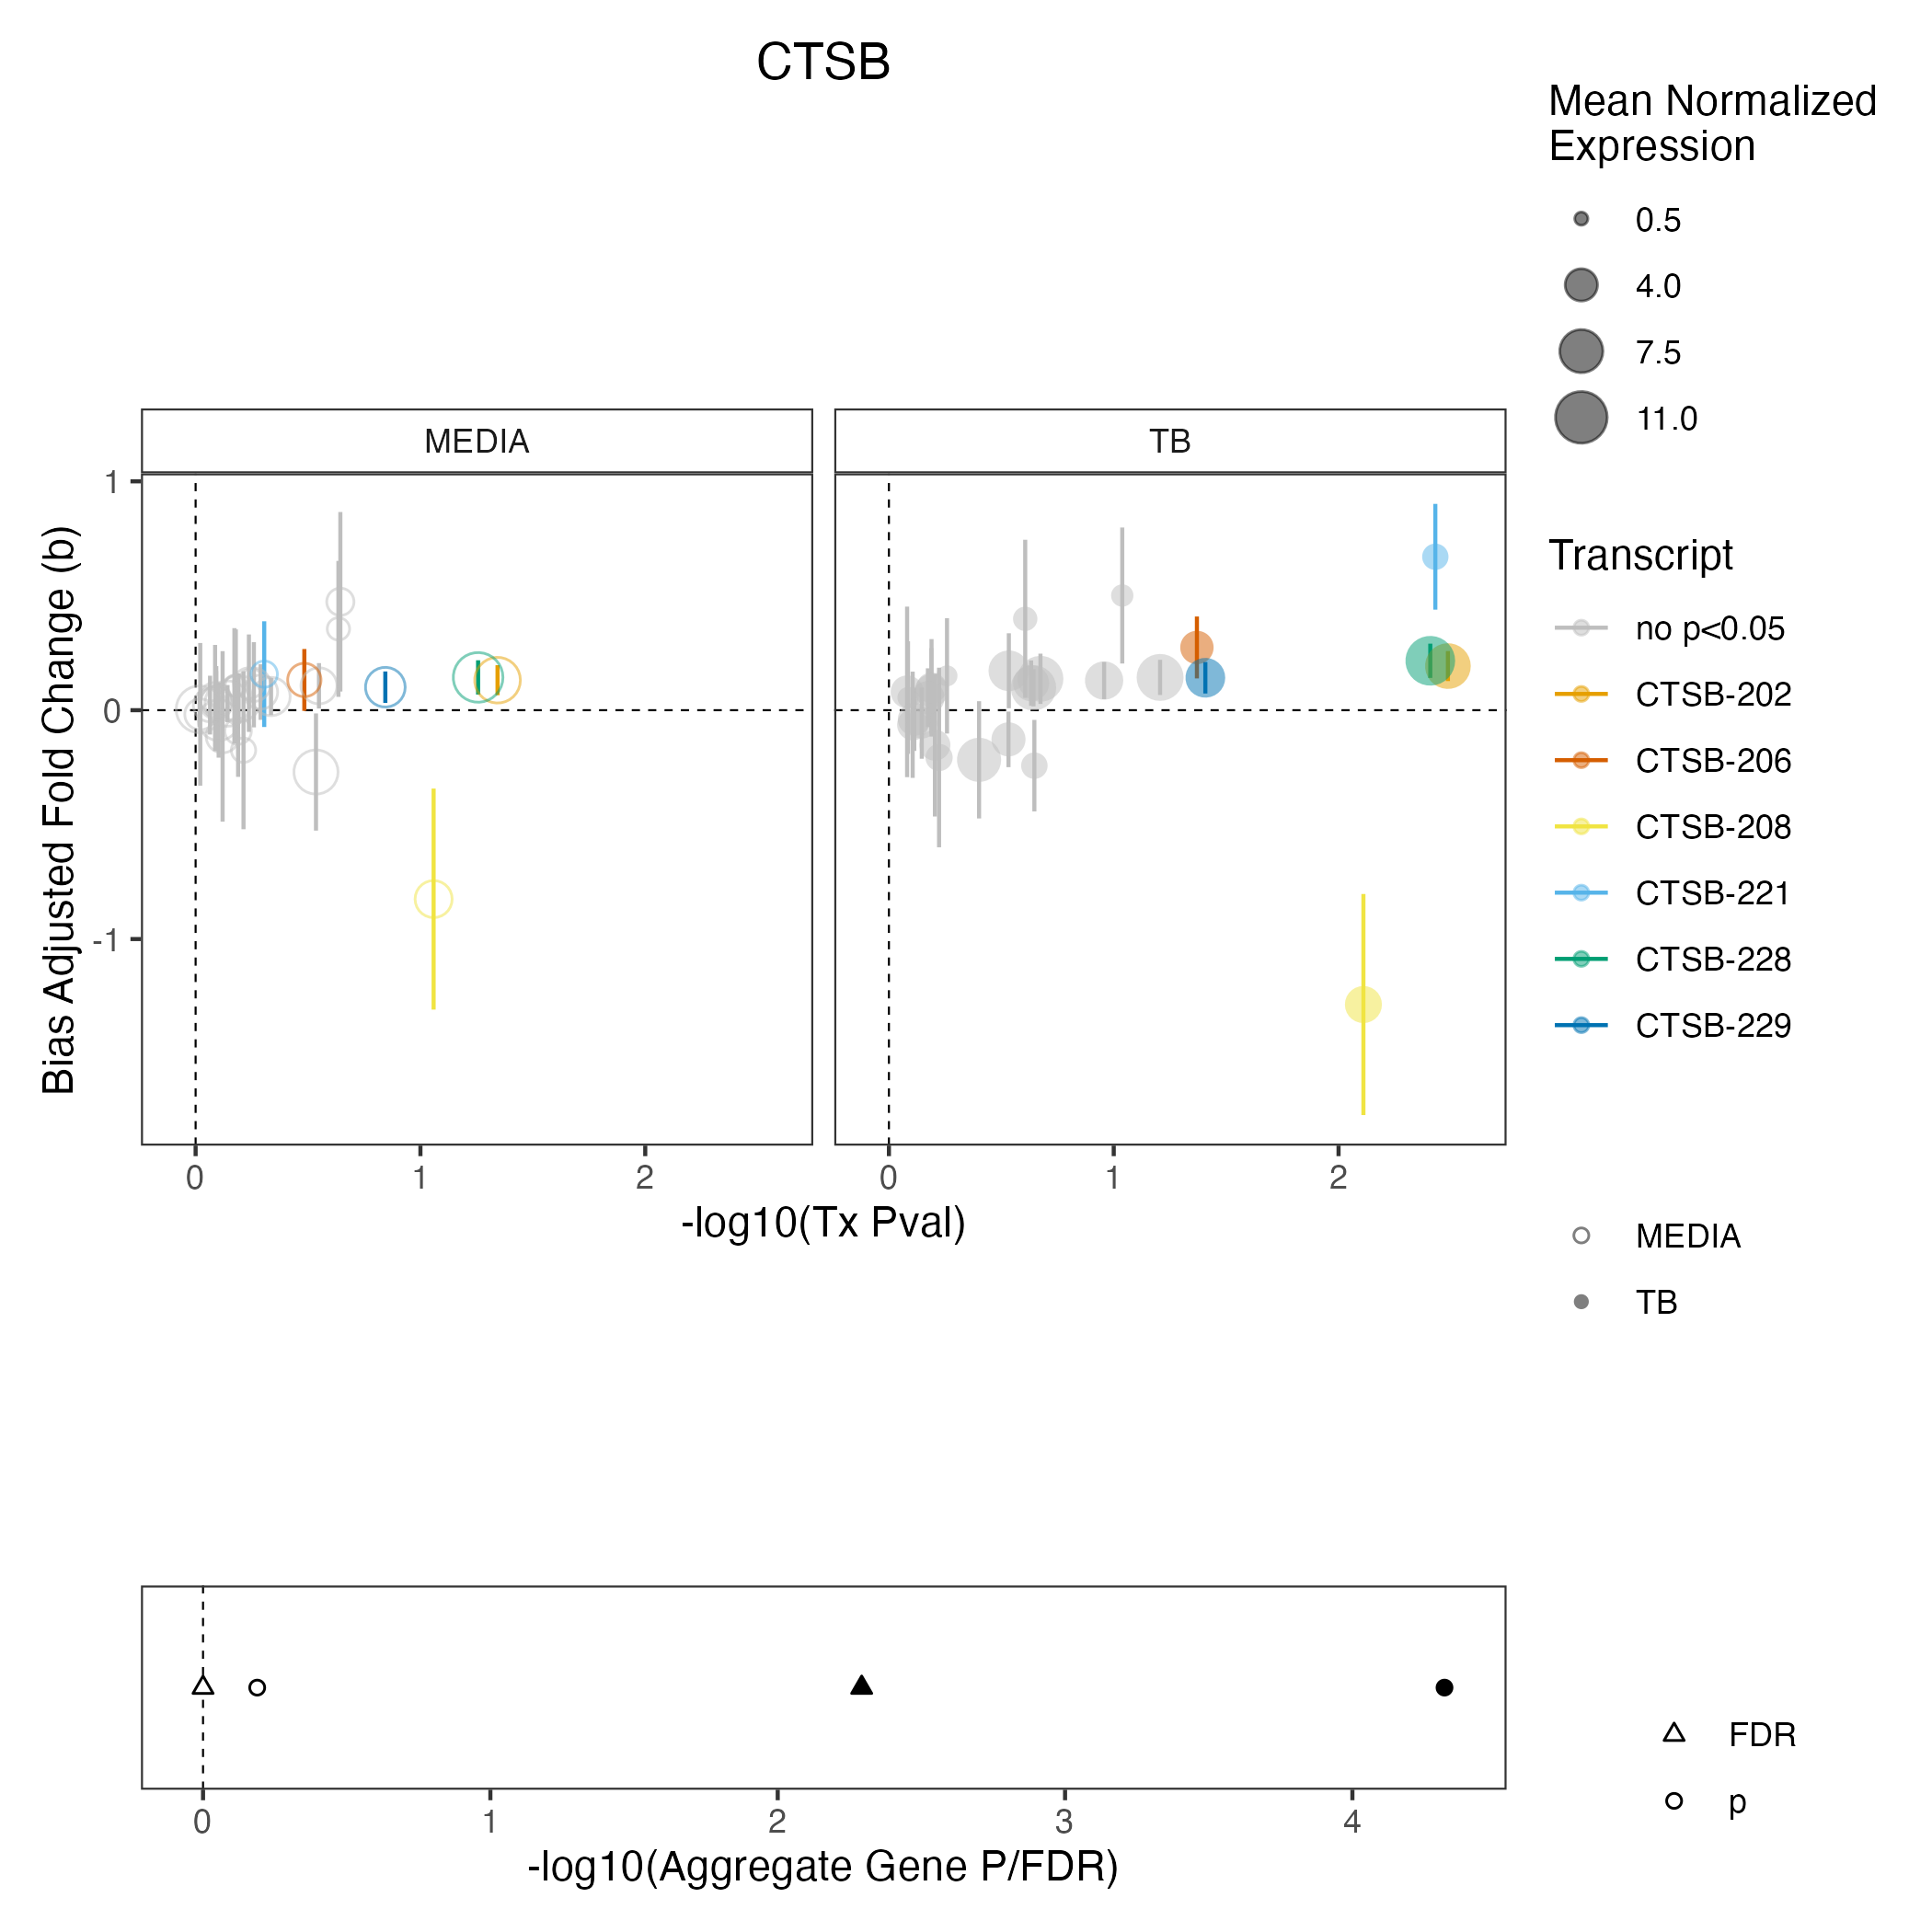 CTSB
Mean Normalized
Expression
0.5
4.0
7.5
11.0
MEDIA
TB
1
0
-1
Bias Adjusted Fold Change (b)
0
1
2
0
1
2
-log10(Tx Pval)
Transcript
no p<0.05
CTSB-202
CTSB-206
CTSB-208
CTSB-221
CTSB-228
CTSB-229
MEDIA
TB
0
1
2
3
4
-log10(Aggregate Gene P/FDR)
FDR
p